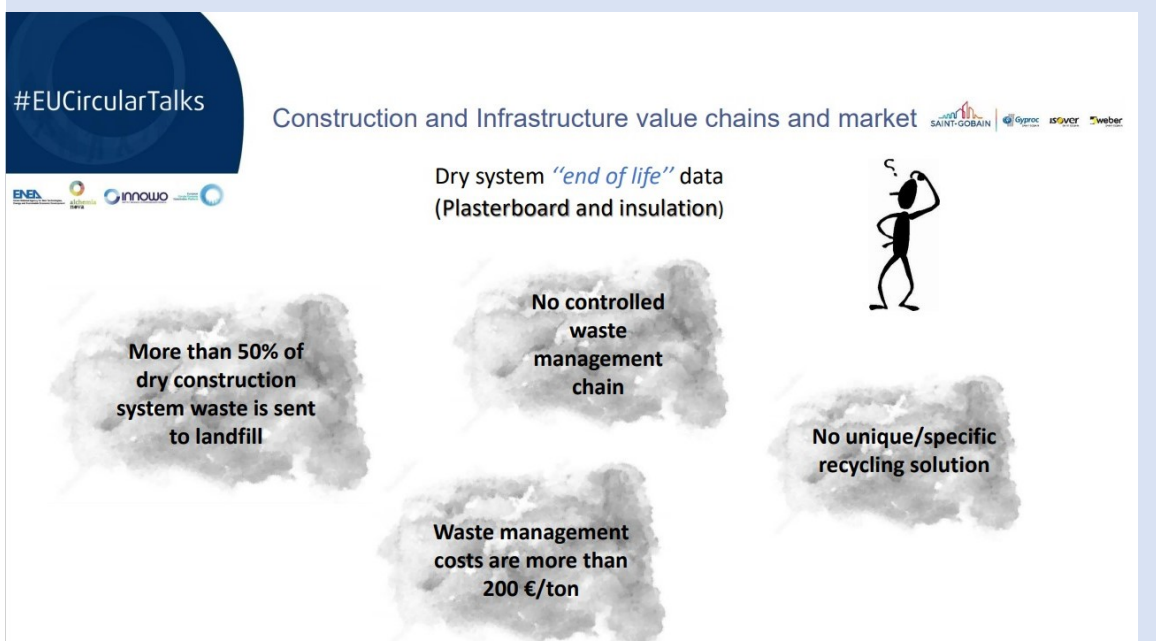 #EUCircularTalks
Construction and Infrastructure value chains and market
SAINT-GOBAIN
Gyproc
isover
weber
ENEA
alchemia
nova
innowo
Dry system “end of life” data
(Plasterboard and insulation)
?
No controlled
waste
management
chain
More than 50% of
dry construction
system waste is sent
to landfill
No unique/specific
recycling solution
Waste management
costs are more than
200 €/ton